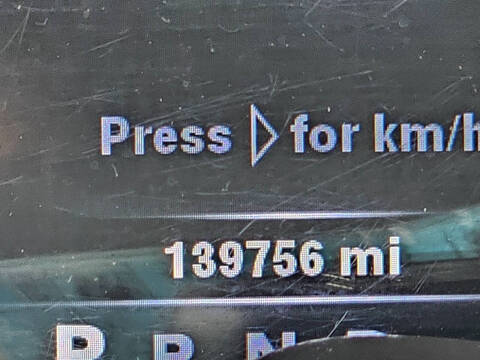 Press ▷ for km/h
139756 mi
P R N D